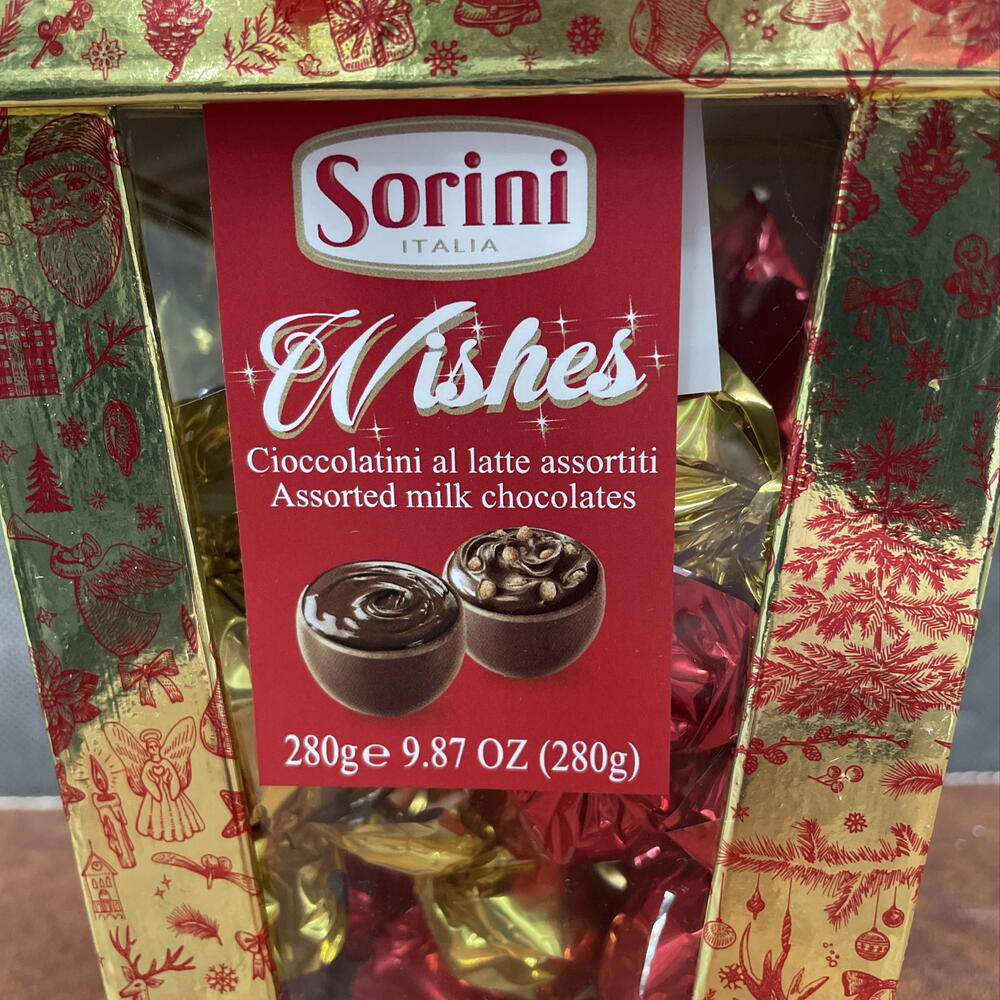 Sorini
ITALIA
Wishes
Cioccolatini al latte assortiti
Assorted milk chocolates
280g℮ 9.87 OZ (280g)